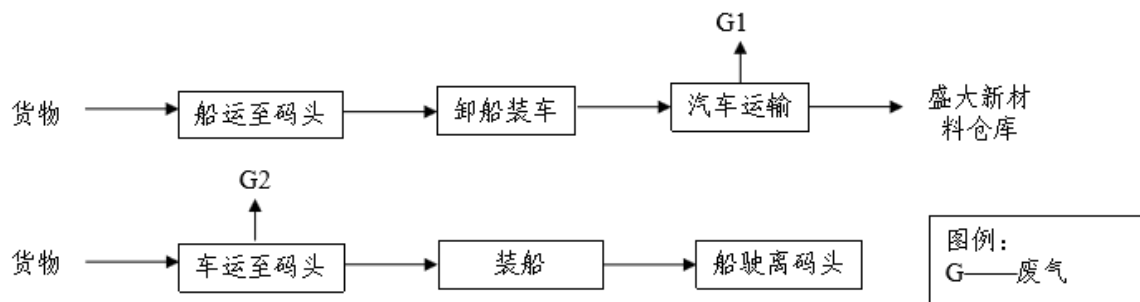 G1
货物
船运至码头
卸船装车
汽车运输
盛大新材
料仓库
G2
货物
车运至码头
装船
船驶离码头
图例：
G——废气